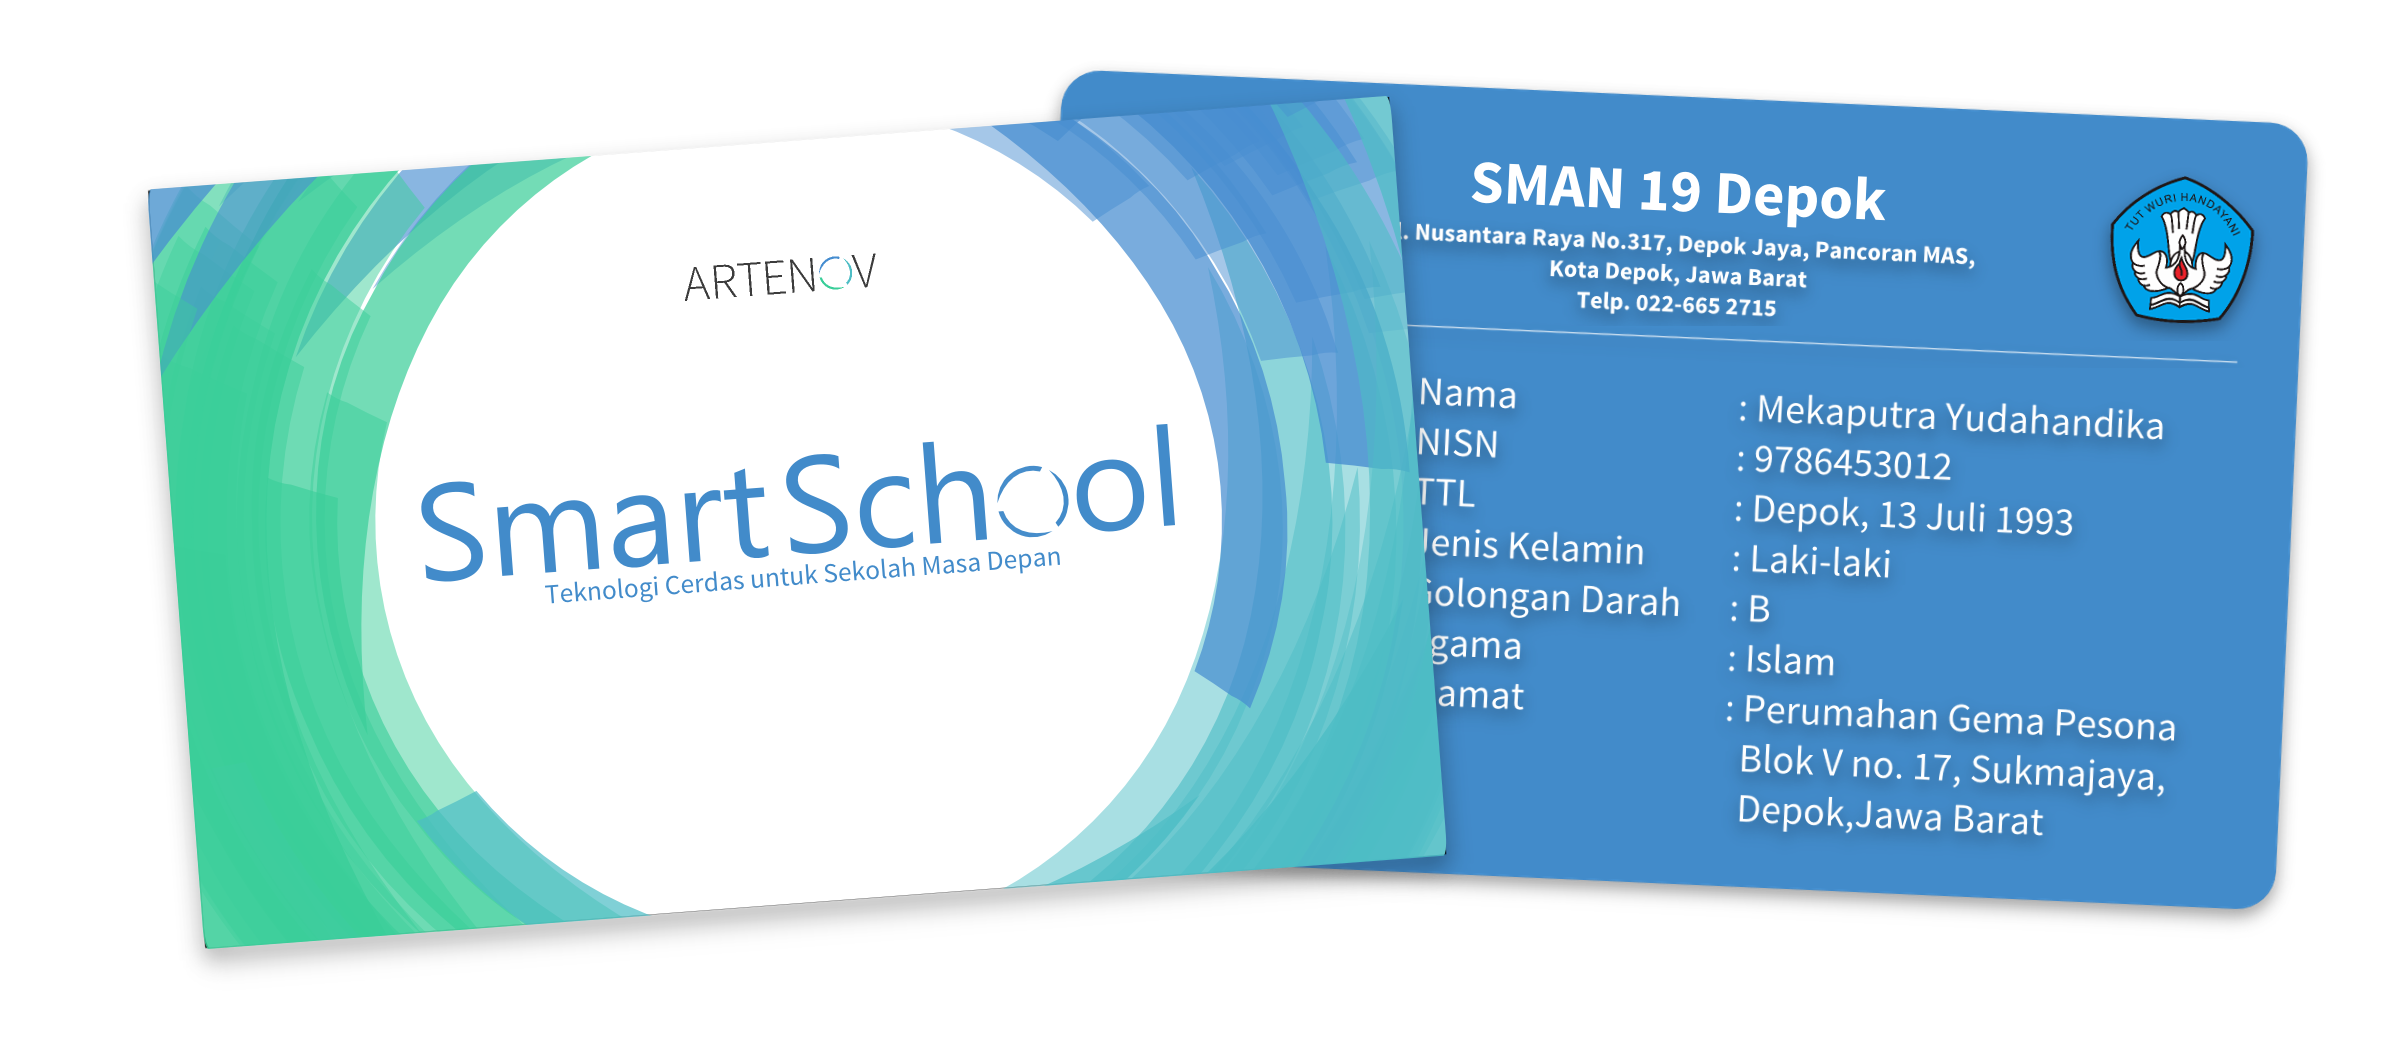 ARTENOV
SmartSchool
Teknologi Cerdas untuk Sekolah Masa Depan
SMAN 19 Depok
. Nusantara Raya No.317, Depok Jaya, Pancoran MAS,
Kota Depok, Jawa Barat
Telp. 022-665 2715
TUT WURI HANDAYANI
Nama : Mekaputra Yudahandika
NISN : 9786453012
TTL : Depok, 13 Juli 1993
Jenis Kelamin : Laki-laki
Golongan Darah : B
gama : Islam
amat : Perumahan Gema Pesona
Blok V no. 17, Sukmajaya,
Depok,Jawa Barat